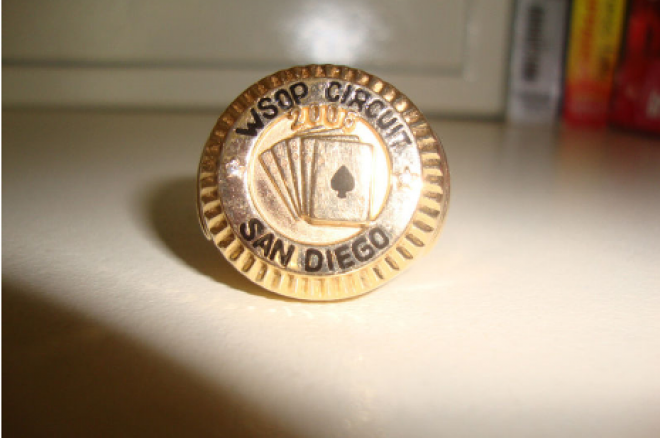 WSOP CIRCUIT
SAN DIEGO